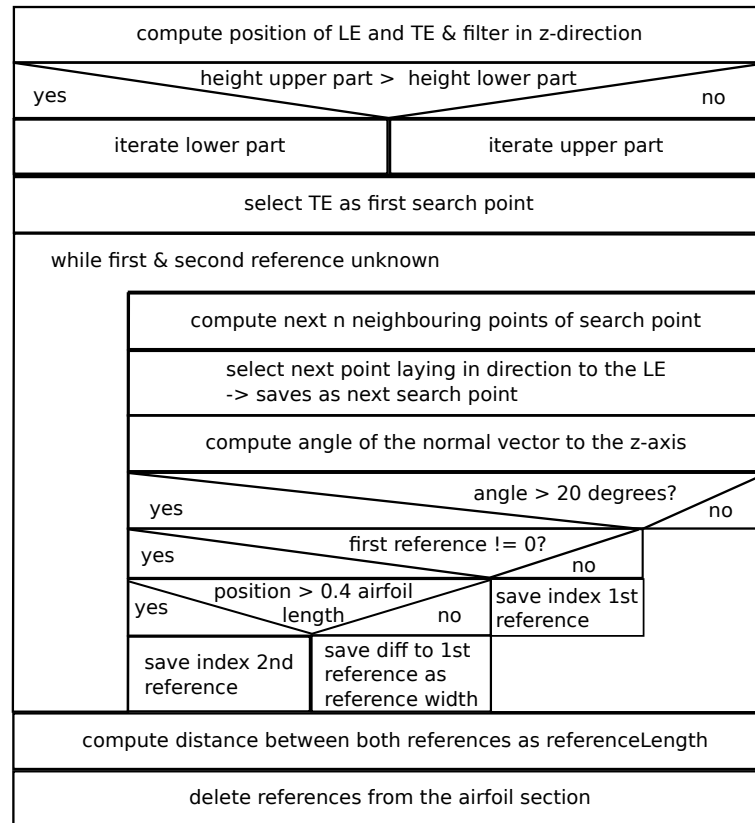 compute position of LE and TE & filter in z-direction
height upper part > height lower part
yes
no
iterate lower part
iterate upper part
select TE as first search point
while first & second reference unknown
compute next n neighbouring points of search point
select next point laying in direction to the LE
-> saves as next search point
compute angle of the normal vector to the z-axis
angle > 20 degrees?
yes
no
first reference != 0?
yes
no
position > 0.4 airfoil
length
yes
no
save index 1st
reference
save index 2nd
reference
save diff to 1st
reference as
reference width
compute distance between both references as referenceLength
delete references from the airfoil section